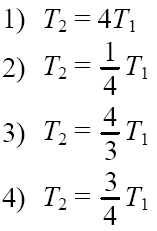 1) T₂ = 4T₁
2) T₂ = 1/4 T₁
3) T₂ = 4/3 T₁
4) T₂ = 3/4 T₁